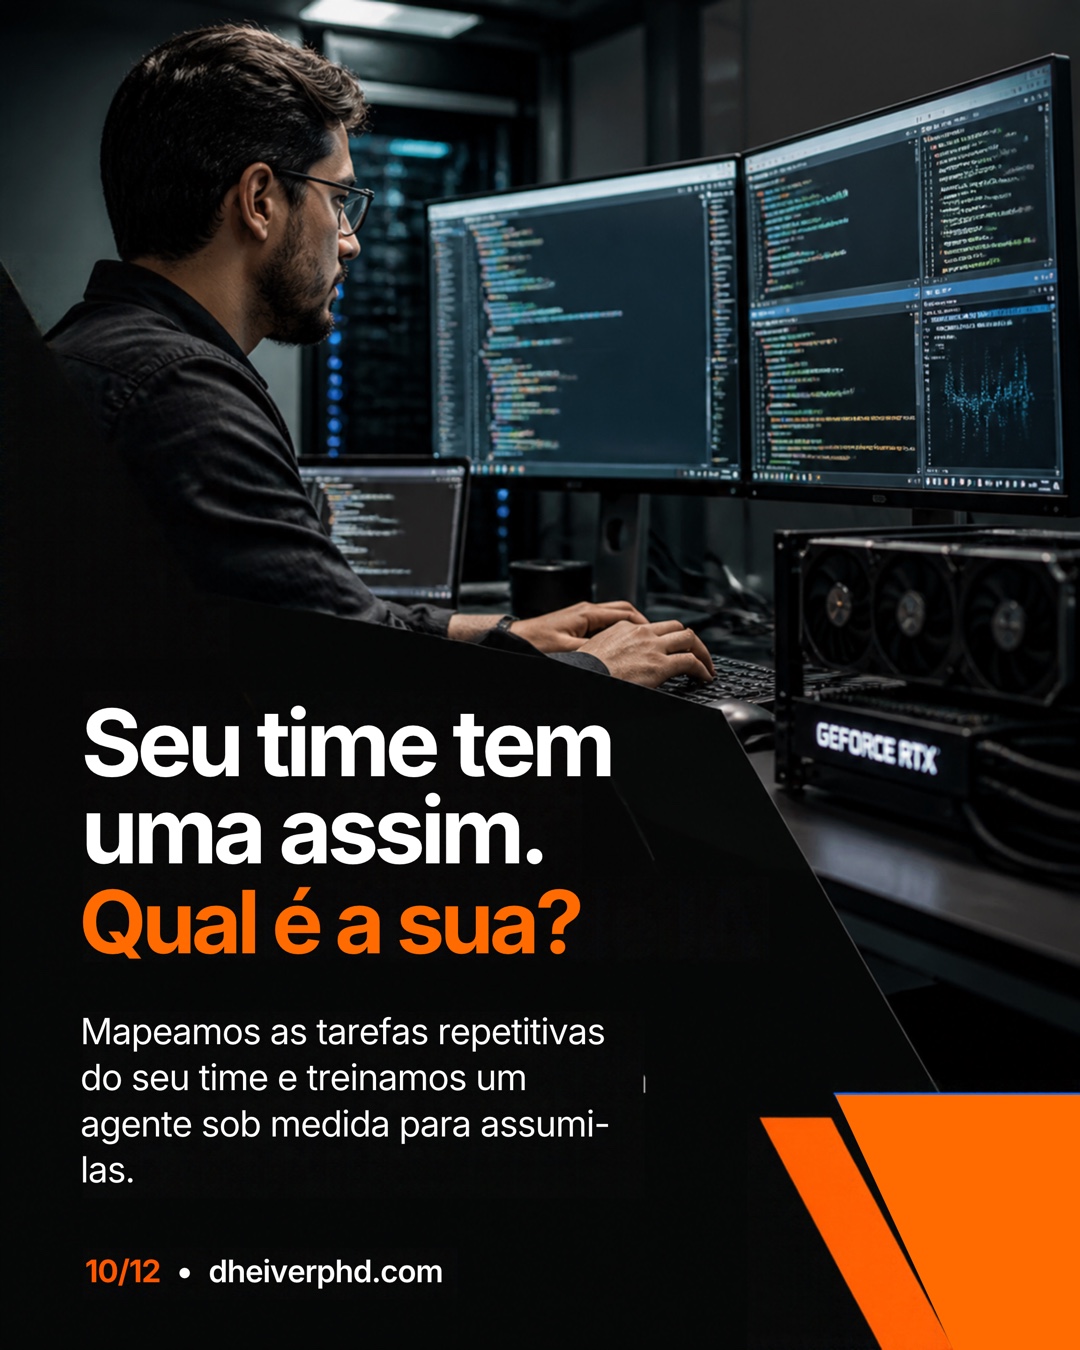 GEFORCE RTX
Seu time tem
uma assim.
Qual é a sua?
Mapeamos as tarefas repetitivas
do seu time e treinamos um
agente sob medida para assumi-
las.
10/12 • dheiverphd.com